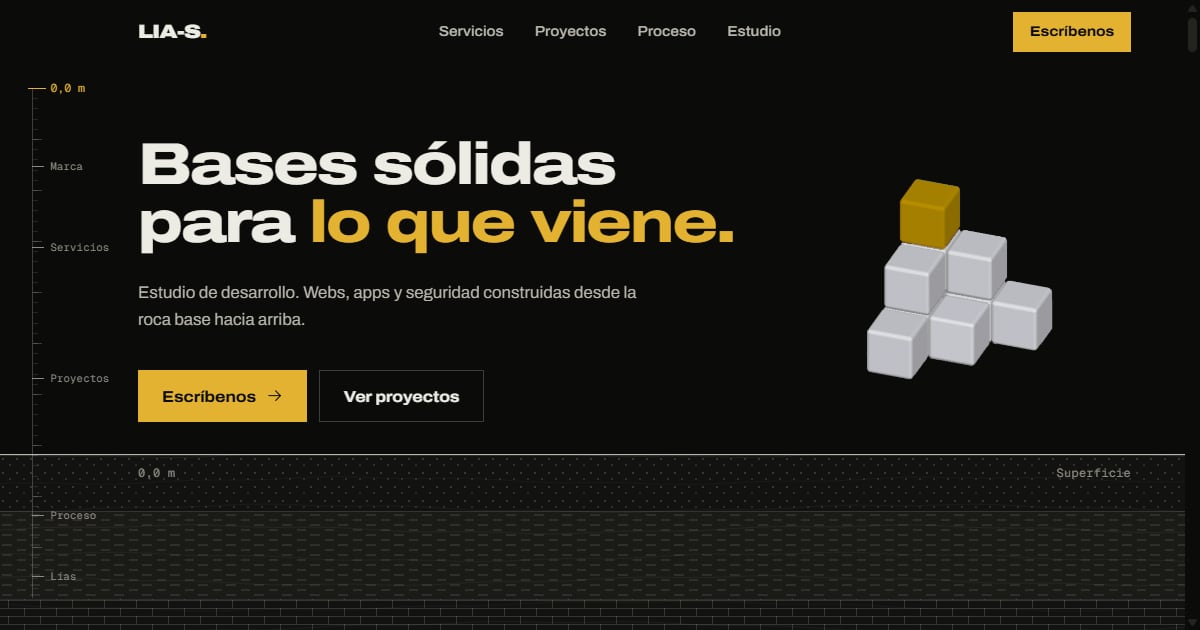 LIA-S.
Servicios
Proyectos
Proceso
Estudio
Escríbenos
0,0 m
Marca
Servicios
Proyectos
Proceso
Lías
Bases sólidas
para lo que viene.
Estudio de desarrollo. Webs, apps y seguridad construidas desde la
roca base hacia arriba.
Escríbenos →
Ver proyectos
0,0 m
Superficie